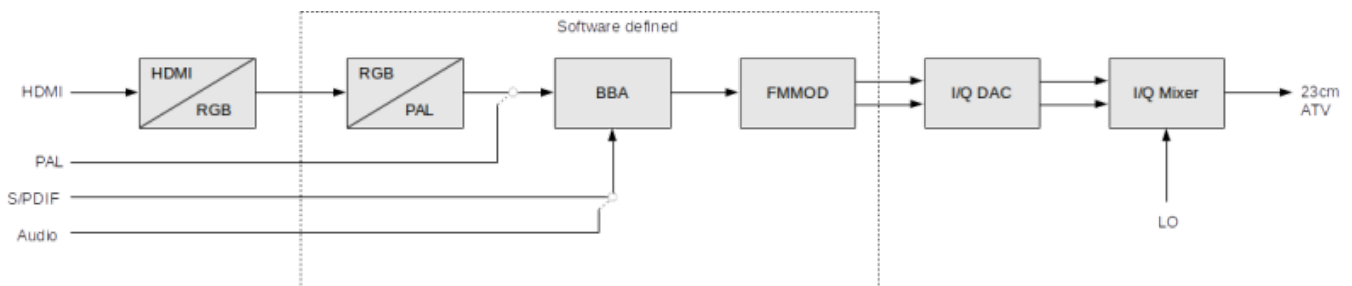 Software defined
HDMI
HDMI
RGB
RGB
PAL
BBA
FMMOD
I/Q DAC
I/Q Mixer
23cm
ATV
PAL
S/PDIF
Audio
LO